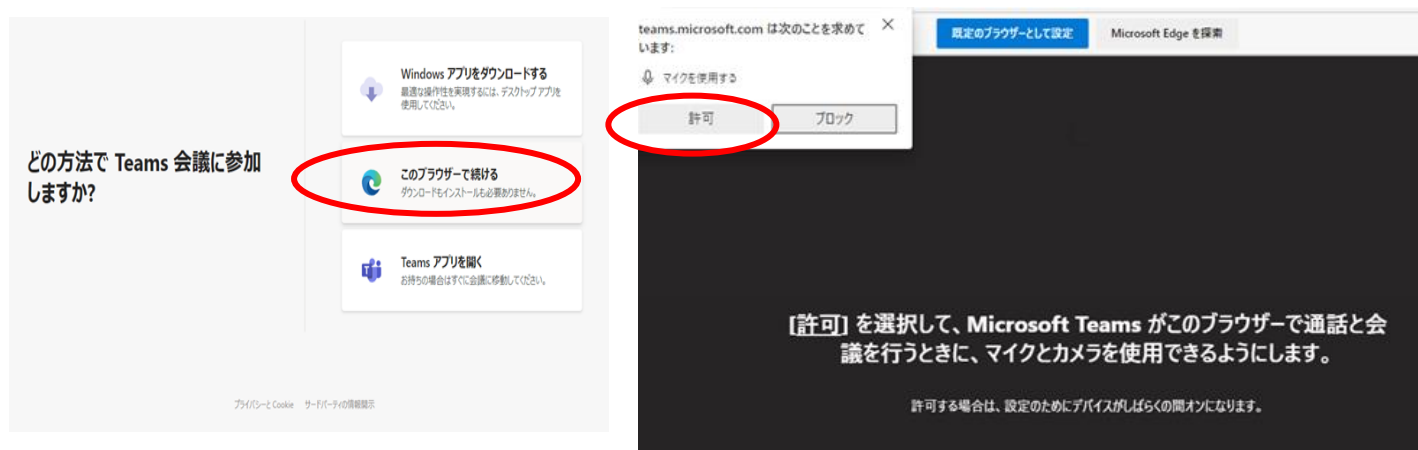 どの方法で Teams 会議に参加
しますか?
Windows アプリをダウンロードする
最適な操作性を実現するには、デスクトップ アプリを
使用してください。
このブラウザーで続ける
ダウンロードもインストールも必要ありません。
Teams アプリを開く
お持ちの場合はすぐに会議に移動してください。
プライバシーと Cookie サードパーティの情報開示
teams.microsoft.com は次のことを求めて
います:
マイクを使用する
許可
ブロック
既定のブラウザーとして設定
Microsoft Edge を探索
[許可] を選択して、Microsoft Teams がこのブラウザーで通話と会
議を行うときに、マイクとカメラを使用できるようにします。
許可する場合は、設定のためにデバイスがしばらくの間オンになります。